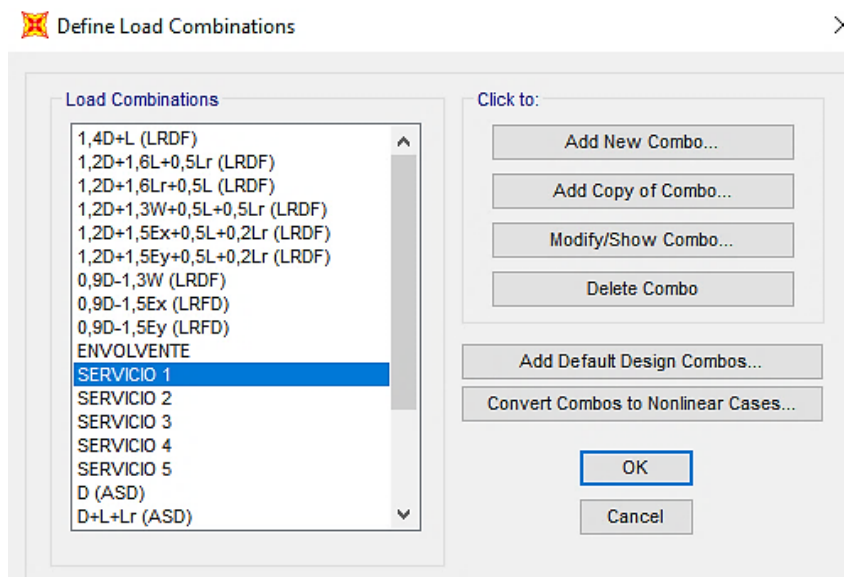 Define Load Combinations
Load Combinations
1,4D+L (LRDF)
1,2D+1,6L+0,5Lr (LRDF)
1,2D+1,6Lr+0,5L (LRDF)
1,2D+1,3W+0,5L+0,5Lr (LRDF)
1,2D+1,5Ex+0,5L+0,2Lr (LRDF)
1,2D+1,5Ey+0,5L+0,2Lr (LRDF)
0,9D-1,3W (LRDF)
0,9D-1,5Ex (LRFD)
0,9D-1,5Ey (LRFD)
ENVOLVENTE
SERVICIO 1
SERVICIO 2
SERVICIO 3
SERVICIO 4
SERVICIO 5
D (ASD)
D+L+Lr (ASD)
Click to:
Add New Combo...
Add Copy of Combo...
Modify/Show Combo...
Delete Combo
Add Default Design Combos...
Convert Combos to Nonlinear Cases...
OK
Cancel